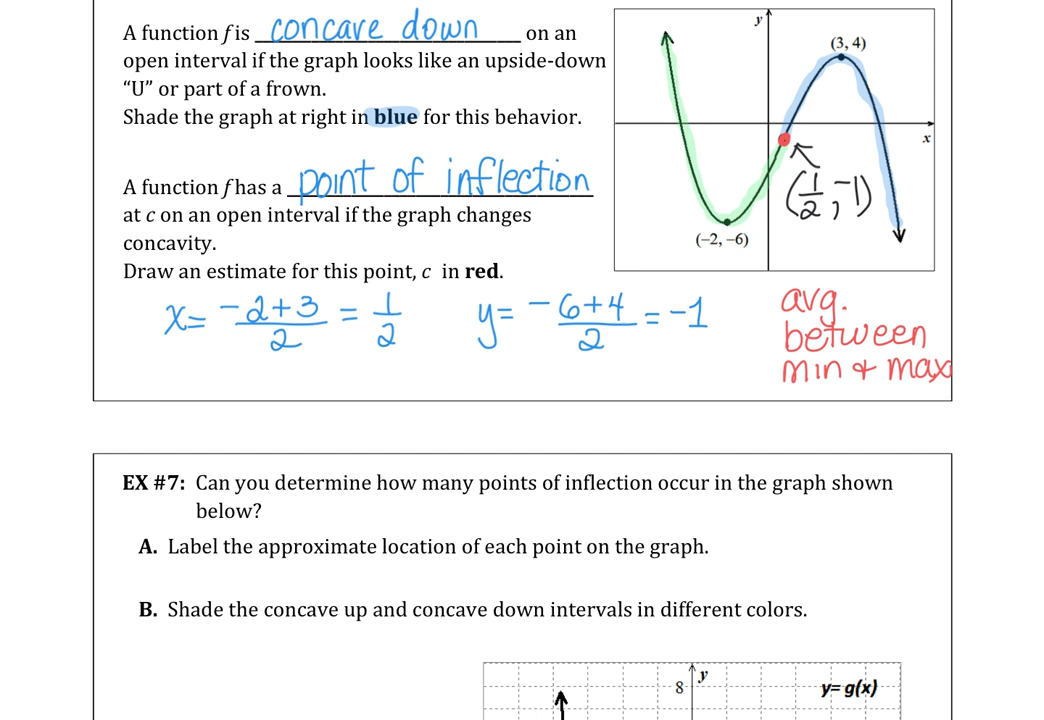 A function f is concave down on an
open interval if the graph looks like an upside-down
“U” or part of a frown.
Shade the graph at right in blue for this behavior.
A function f has a point of inflection
at c on an open interval if the graph changes
concavity.
Draw an estimate for this point, c in red.
y
(3, 4)
x
(1/2, -1)
(−2, −6)
x= -2+3/2 = 1/2 y= -6+4/2 = -1
avg.
between
min & max
EX #7: Can you determine how many points of inflection occur in the graph shown
below?
A. Label the approximate location of each point on the graph.
B. Shade the concave up and concave down intervals in different colors.
y
8
y= g(x)